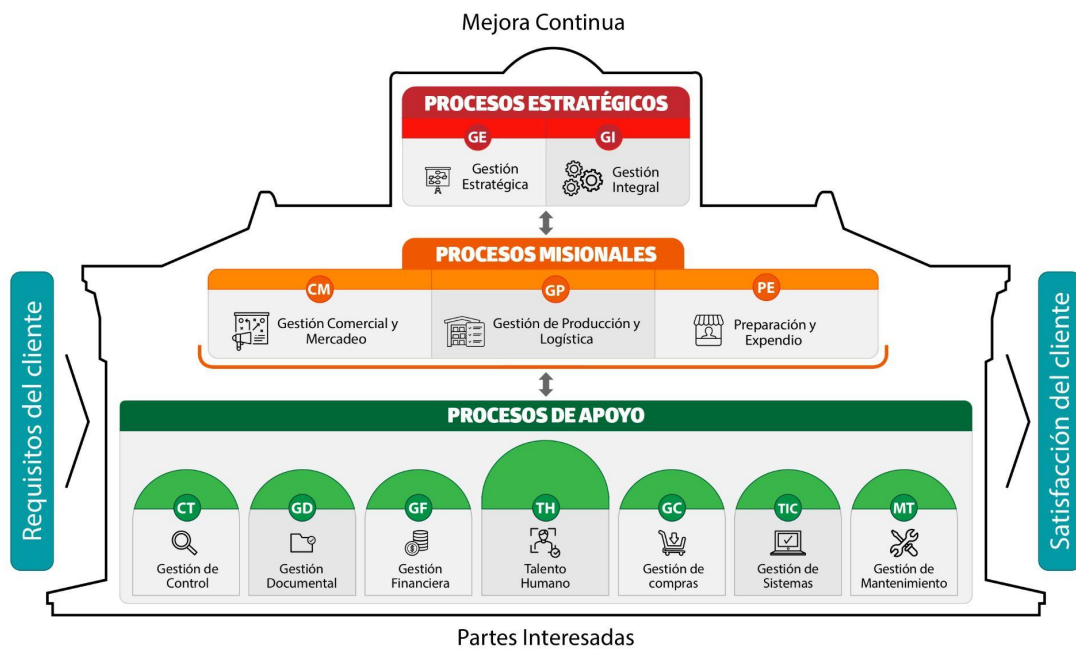 Mejora Continua
PROCESOS ESTRATÉGICOS
GE
GI
Gestión
Estratégica
Gestión
Integral
PROCESOS MISIONALES
CM
GP
PE
Gestión Comercial y
Mercadeo
Gestión de Producción y
Logística
Preparación y
Expendio
Requisitos del cliente
Satisfacción del cliente
PROCESOS DE APOYO
CT
GD
GF
TH
GC
TIC
MT
Gestión de
Control
Gestión
Documental
Gestión
Financiera
Talento
Humano
Gestión de
compras
Gestión de
Sistemas
Gestión de
Mantenimiento
Partes Interesadas